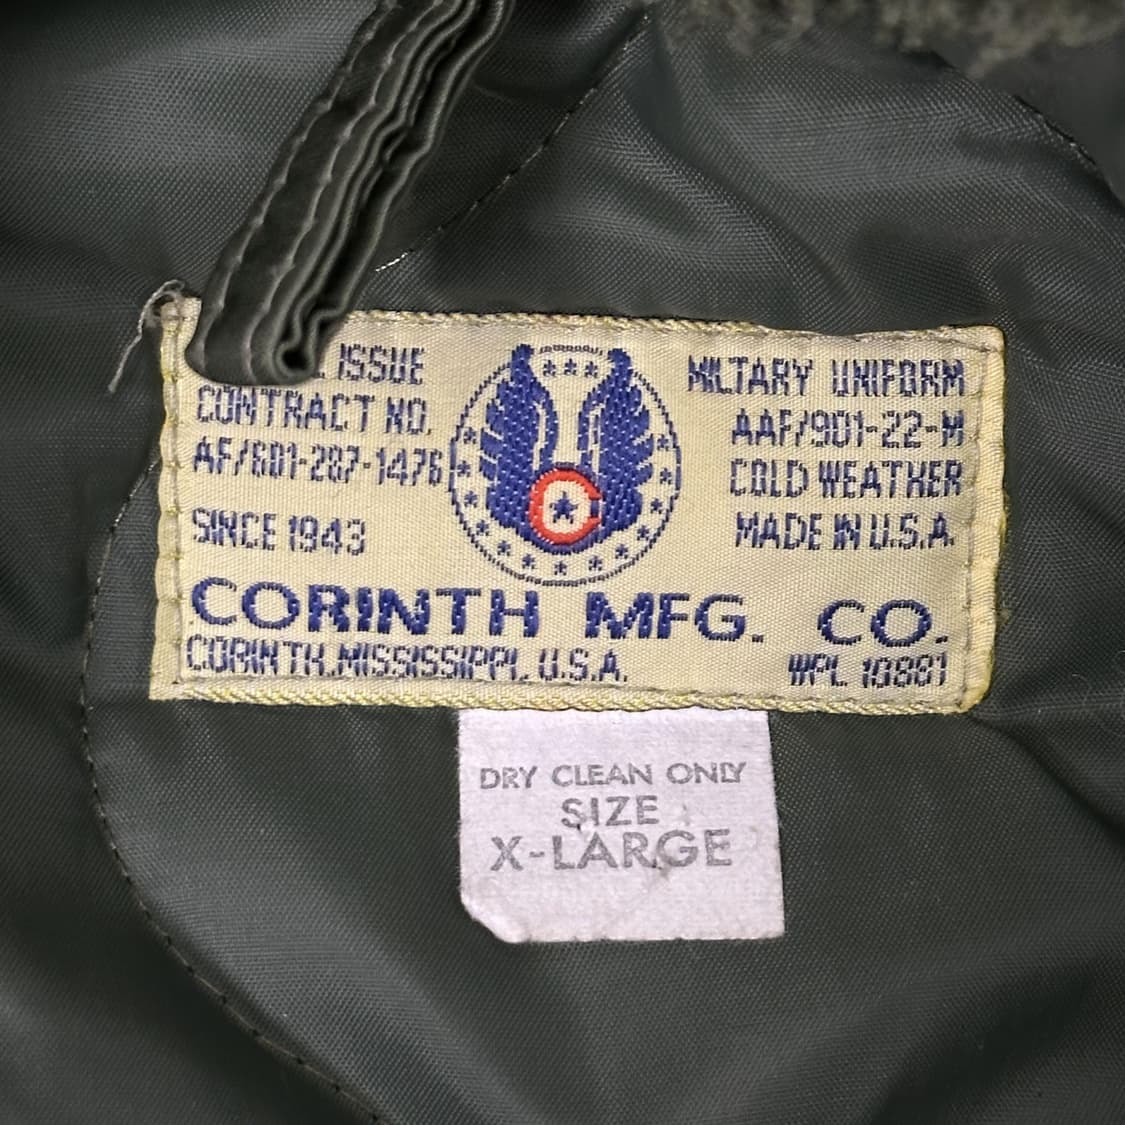 ISSUE
CONTRACT NO.
AF/601-287-1476
SINCE 1943
MILTARY UNIFORM
AAF/901-22-M
COLD WEATHER
MADE IN U.S.A.
C
CORINTH MFG. CO.
CORINTH, MISSISSIPPI, U.S.A.
WPL 10881
DRY CLEAN ONLY
SIZE
X-LARGE